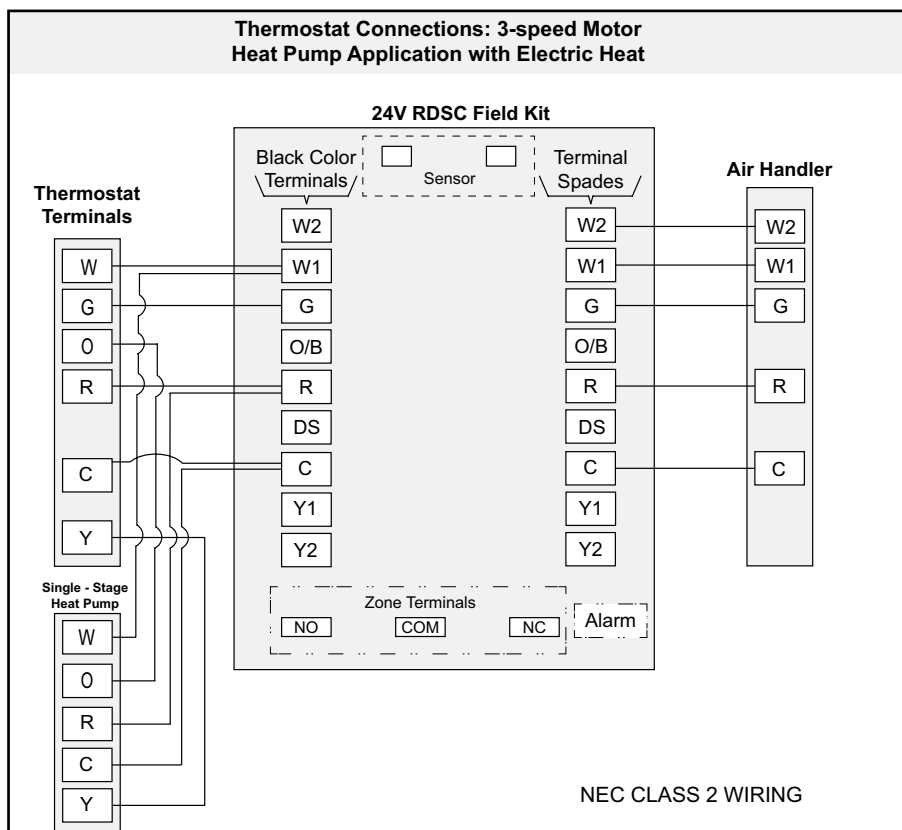 Thermostat Connections: 3-speed Motor
Heat Pump Application with Electric Heat
24V RDSC Field Kit
Black Color
Terminals
Sensor
Terminal
Spades
Thermostat
Terminals
W
G
O
R
C
Y
Single - Stage
Heat Pump
W
O
R
C
Y
W2
W1
G
O/B
R
DS
C
Y1
Y2
W2
W1
G
O/B
R
DS
C
Y1
Y2
Zone Terminals
NO
COM
NC
Alarm
Air Handler
W2
W1
G
R
C
NEC CLASS 2 WIRING